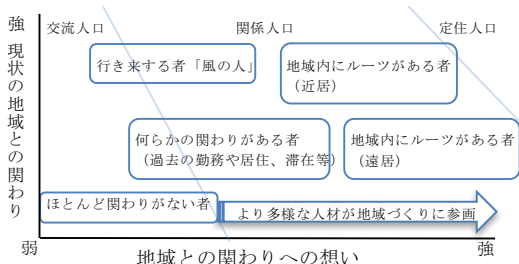 交流人口
関係人口
定住人口
強
現状の地域との関わり
弱
行き来する者「風の人」
地域内にルーツがある者
（近居）
何らかの関わりがある者
（過去の勤務や居住、滞在等）
地域内にルーツがある者
（遠居）
ほとんど関わりがない者
より多様な人材が地域づくりに参画
地域との関わりへの想い
強